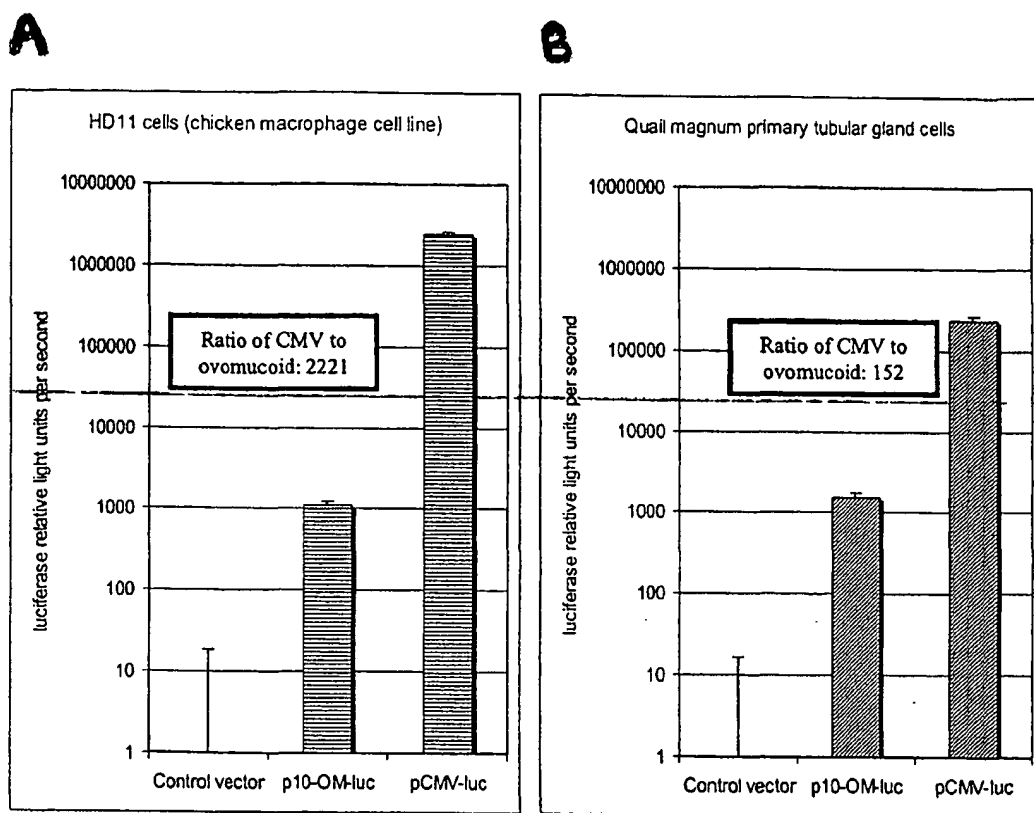 A
HD11 cells (chicken macrophage cell line)
luciferase relative light units per second
10000000
1000000
100000
10000
1000
100
10
1
Ratio of CMV to
ovomucoid: 2221
Control vector
p10-OM-luc
pCMV-luc
B
Quail magnum primary tubular gland cells
luciferase relative light units per second
10000000
1000000
100000
10000
1000
100
10
1
Ratio of CMV to
ovomucoid: 152
Control vector
p10-OM-luc
pCMV-luc